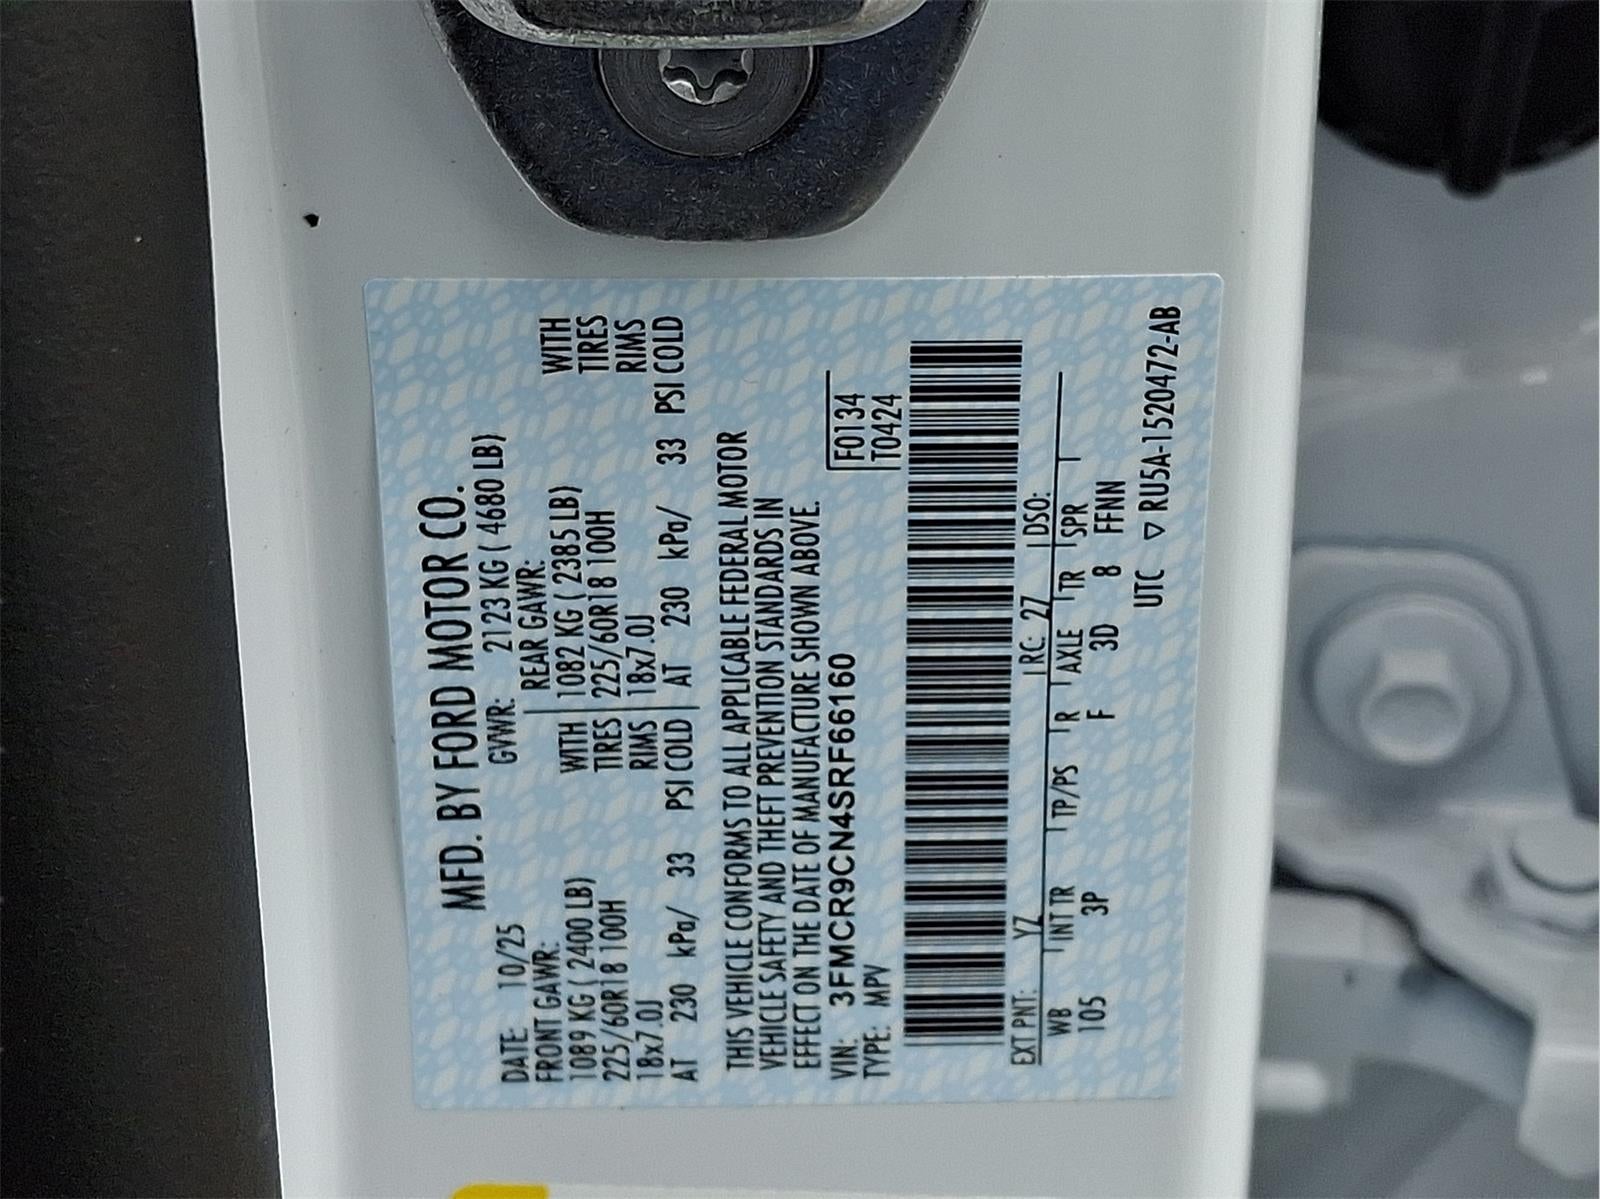 MFD. BY FORD MOTOR CO.
DATE: 10/25 GVWR: 2123 KG ( 4680 LB)
FRONT GAWR: REAR GAWR:
1089 KG ( 2400 LB) WITH 1082 KG ( 2385 LB) WITH
225/60R18 100H TIRES 225/60R18 100H TIRES
18x7.0J RIMS 18x7.0J RIMS
AT 230 kPa/ 33 PSI COLD AT 230 kPa/ 33 PSI COLD
THIS VEHICLE CONFORMS TO ALL APPLICABLE FEDERAL MOTOR
VEHICLE SAFETY AND THEFT PREVENTION STANDARDS IN
EFFECT ON THE DATE OF MANUFACTURE SHOWN ABOVE.
VIN: 3FMCR9CN4SRF66160 F0134
TYPE: MPV T0424
EXT PNT: YZ RC: 27 DSO:
WB INT TR TP/PS R AXLE TR SPR
105 3P F 3D 8 FFNN
UTC ▽ RU5A-1520472-AB